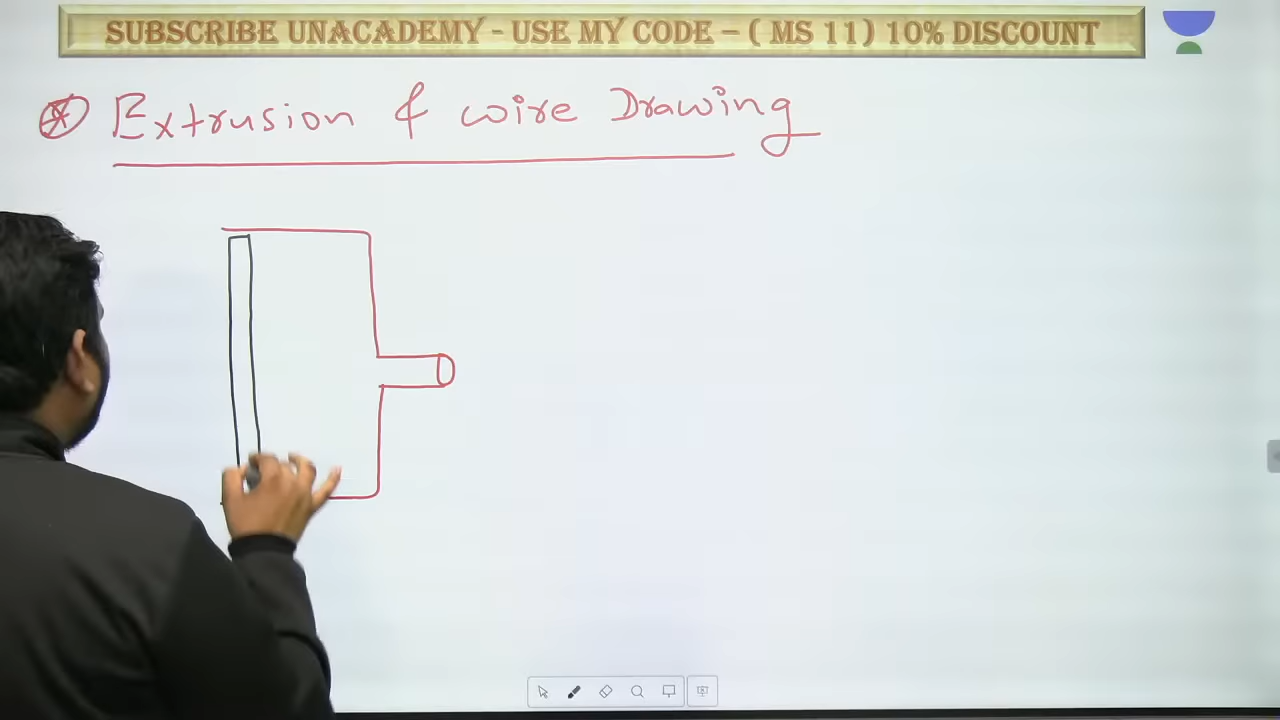 SUBSCRIBE UNACADEMY - USE MY CODE – ( MS 11) 10% DISCOUNT
Extrusion & wire Drawing